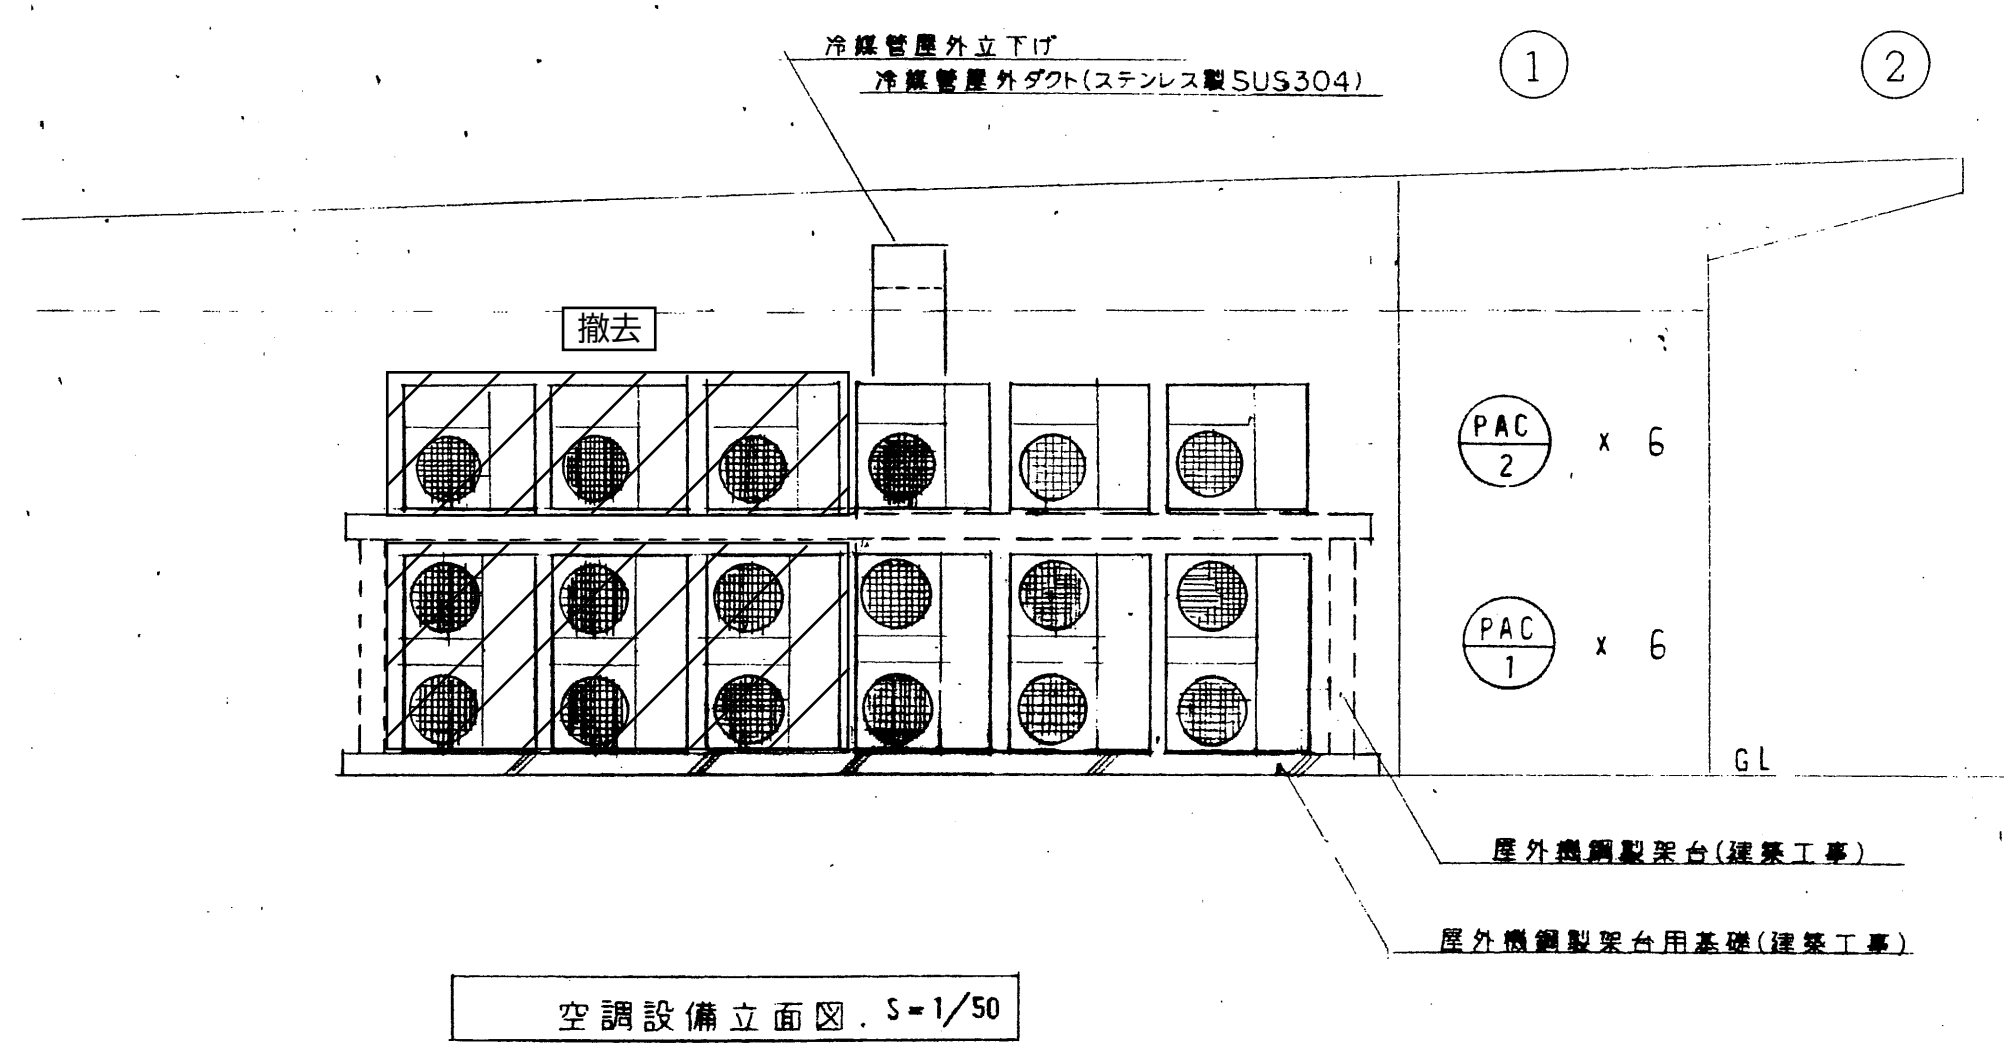 冷媒管屋外立下げ
冷媒管屋外ダクト(ステンレス製SUS304)
1
2
撤去
PAC
2
x 6
PAC
1
x 6
GL
屋外機鋼製架台(建築工事)
屋外機鋼製架台用基礎(建築工事)
空調設備立面図. S=1/50